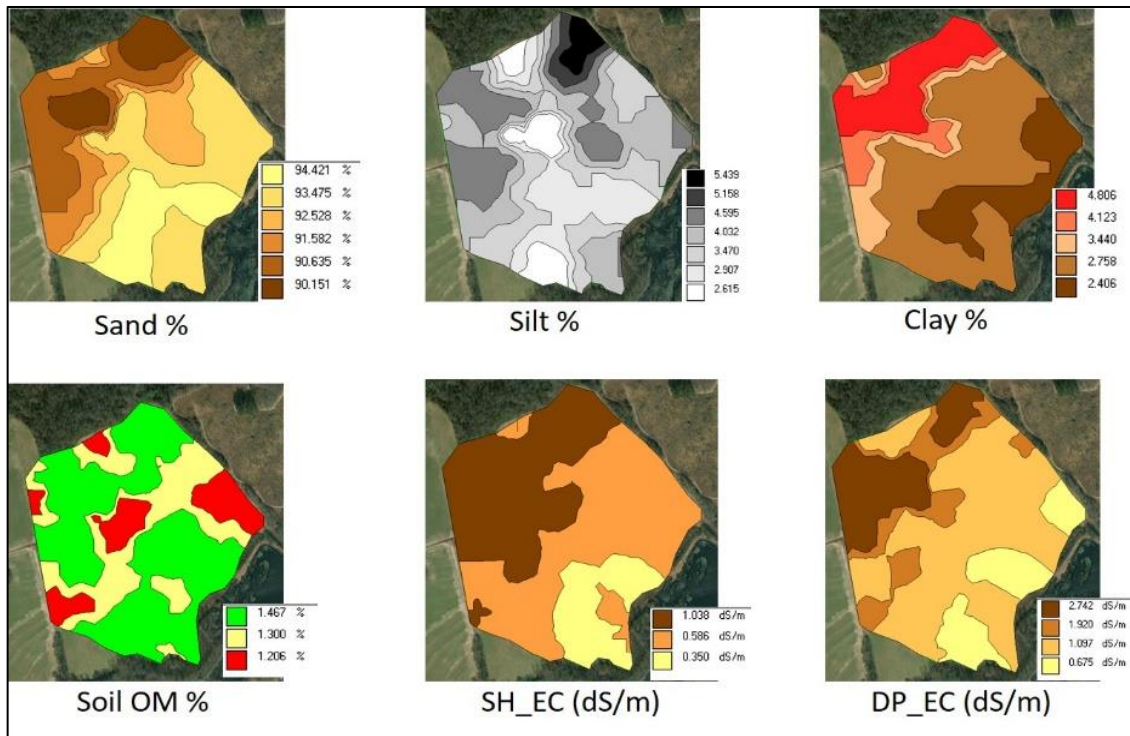 94.421 %
93.475 %
92.528 %
91.582 %
90.635 %
90.151 %
Sand %
5.439
5.158
4.595
4.032
3.470
2.907
2.615
Silt %
4.806
4.123
3.440
2.758
2.406
Clay %
1.467 %
1.300 %
1.206 %
Soil OM %
1.038 dS/m
0.586 dS/m
0.350 dS/m
SH_EC (dS/m)
2.742 dS/m
1.920 dS/m
1.097 dS/m
0.675 dS/m
DP_EC (dS/m)